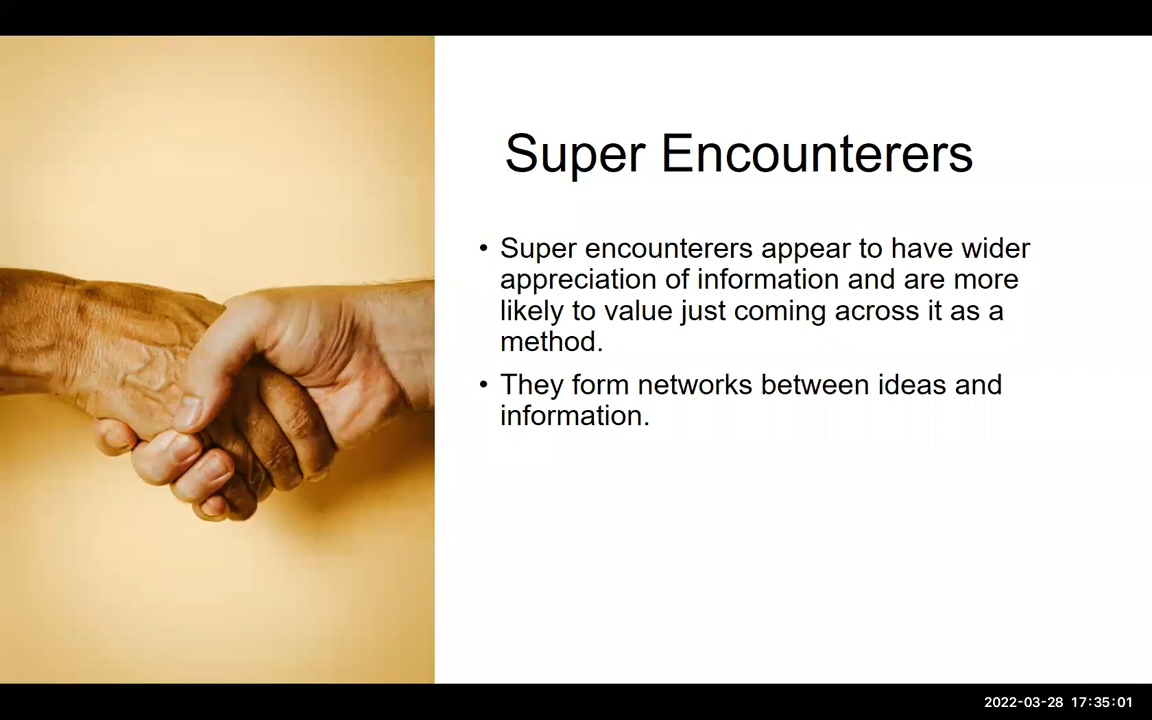 Super Encounterers
• Super encounterers appear to have wider
appreciation of information and are more
likely to value just coming across it as a
method.
• They form networks between ideas and
information.
2022-03-28 17:35:01